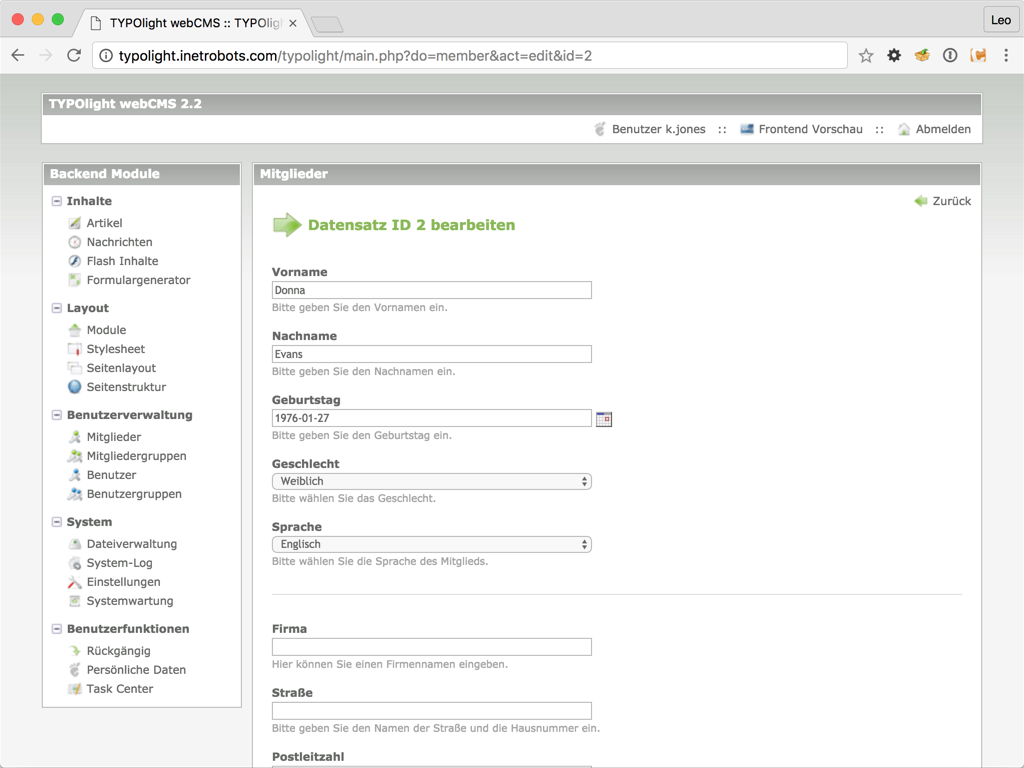 TYPOlight webCMS :: TYPOlig
Leo
typolight.inetrobots.com/typolight/main.php?do=member&act=edit&id=2
TYPOlight webCMS 2.2
Benutzer k.jones :: Frontend Vorschau :: Abmelden
Backend Module
Inhalte
Artikel
Nachrichten
Flash Inhalte
Formulargenerator
Layout
Module
Stylesheet
Seitenlayout
Seitenstruktur
Benutzerverwaltung
Mitglieder
Mitgliedergruppen
Benutzer
Benutzergruppen
System
Dateiverwaltung
System-Log
Einstellungen
Systemwartung
Benutzerfunktionen
Rückgängig
Persönliche Daten
Task Center
Mitglieder
Zurück
Datensatz ID 2 bearbeiten
Vorname
Donna
Bitte geben Sie den Vornamen ein.
Nachname
Evans
Bitte geben Sie den Nachnamen ein.
Geburtstag
1976-01-27
Bitte geben Sie den Geburtstag ein.
Geschlecht
Weiblich
Bitte wählen Sie das Geschlecht.
Sprache
Englisch
Bitte wählen Sie die Sprache des Mitglieds.
Firma
Hier können Sie einen Firmennamen eingeben.
Straße
Bitte geben Sie den Namen der Straße und die Hausnummer ein.
Postleitzahl